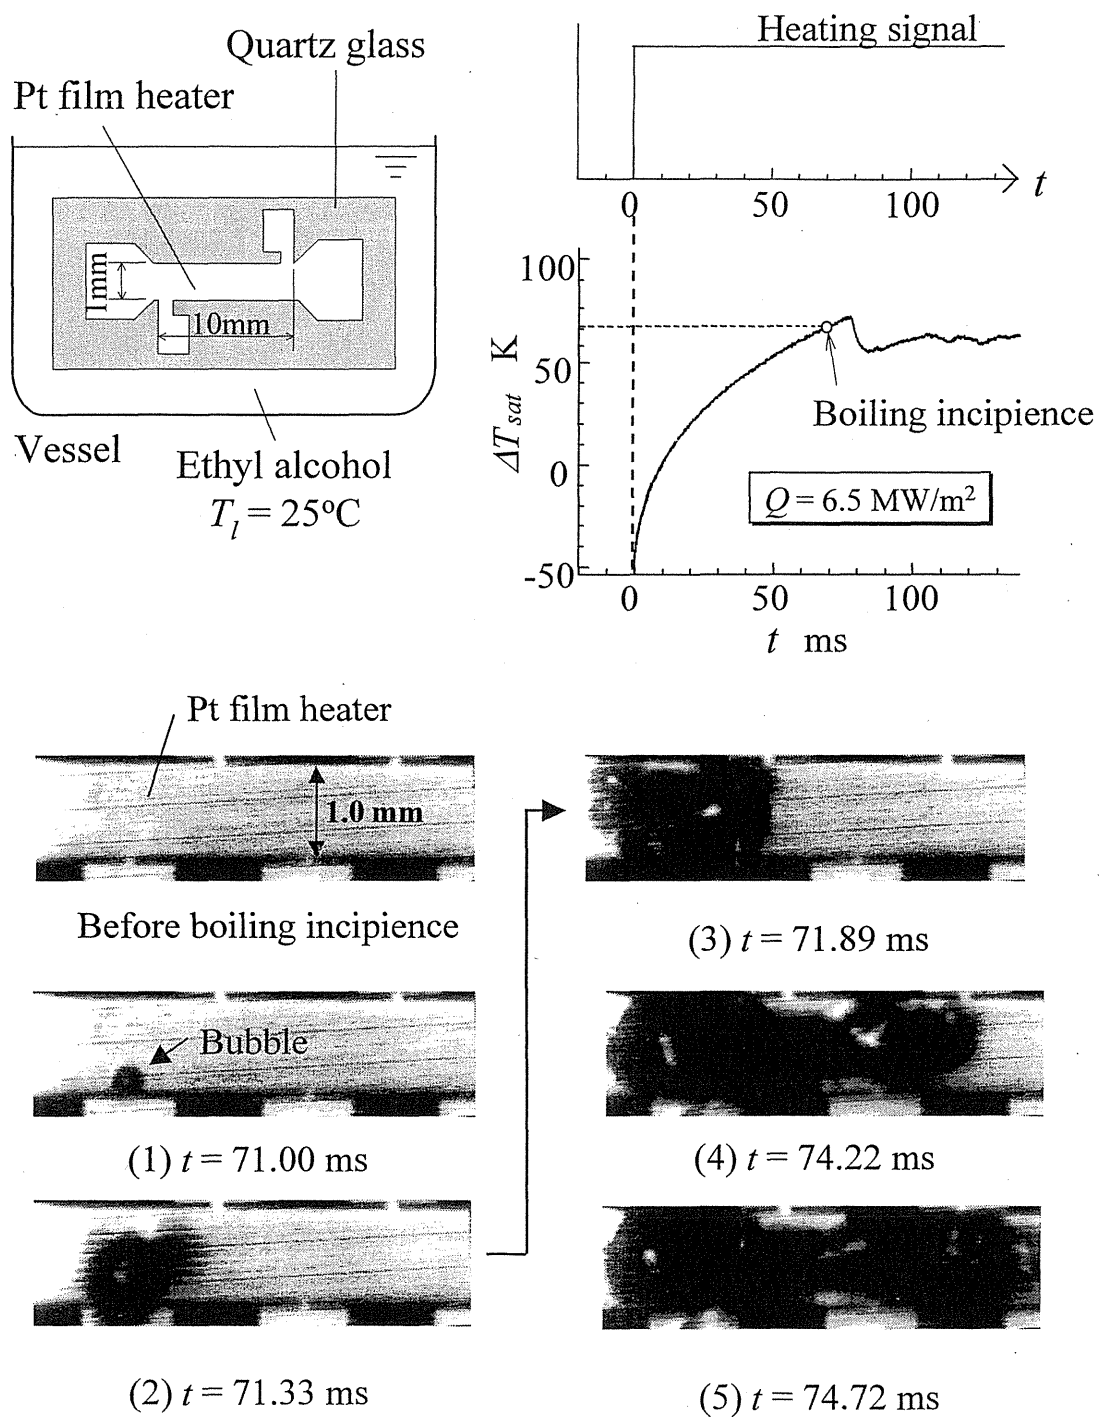 Quartz glass
Pt film heater
1mm
10mm
Vessel
Ethyl alcohol
T_l = 25°C
Heating signal
t
0 50 100
100
50
0
-50
ΔT_sat K
Boiling incipience
Q = 6.5 MW/m²
0 50 100
t ms
Pt film heater
1.0 mm
Before boiling incipience
Bubble
(1) t = 71.00 ms
(2) t = 71.33 ms
(3) t = 71.89 ms
(4) t = 74.22 ms
(5) t = 74.72 ms